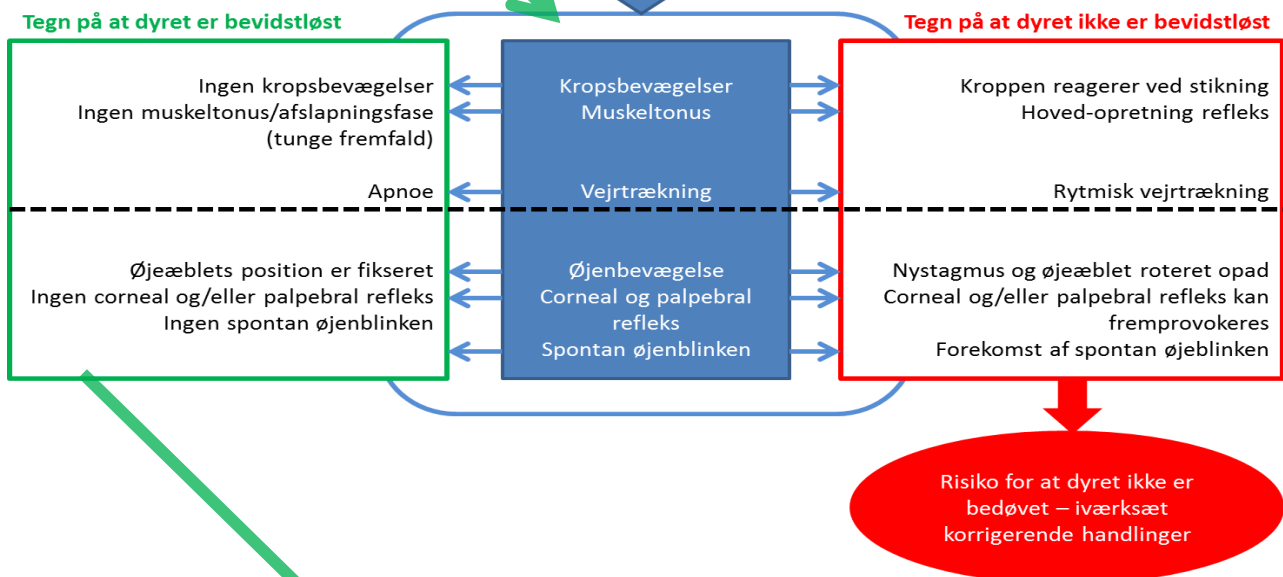 Tegn på at dyret er bevidstløst
Tegn på at dyret ikke er bevidstløst
Ingen kropsbevægelser
Ingen muskeltonus/afslapningsfase
(tunge fremfald)
Apnoe
Øjeæblets position er fikseret
Ingen corneal og/eller palpebral refleks
Ingen spontan øjenblinken
Kropsbevægelser
Muskeltonus
Vejrtrækning
Øjenbevægelse
Corneal og palpebral
refleks
Spontan øjenblinken
Kroppen reagerer ved stikning
Hoved-opretning refleks
Rytmisk vejrtrækning
Nystagmus og øjeæblet roteret opad
Corneal og/eller palpebral refleks kan
fremprovokeres
Forekomst af spontan øjeblinken
Risiko for at dyret ikke er
bedøvet – iværksæt
korrigerende handlinger